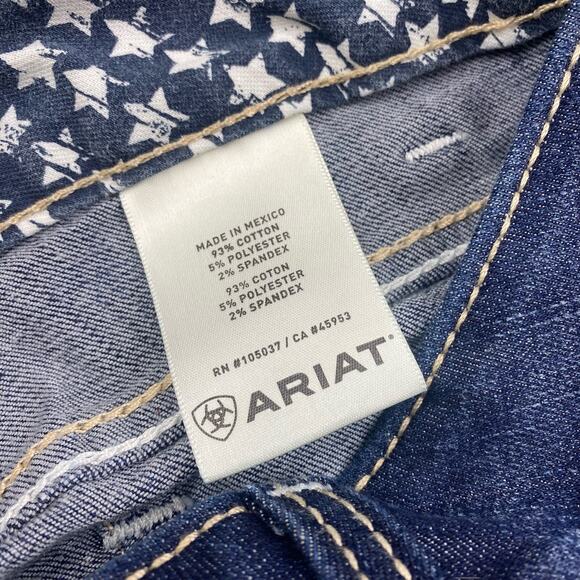 MADE IN MEXICO
93% COTTON
5% POLYESTER
2% SPANDEX
93% COTON
5% POLYESTER
2% SPANDEX
RN #105037 / CA #45953
ARIAT